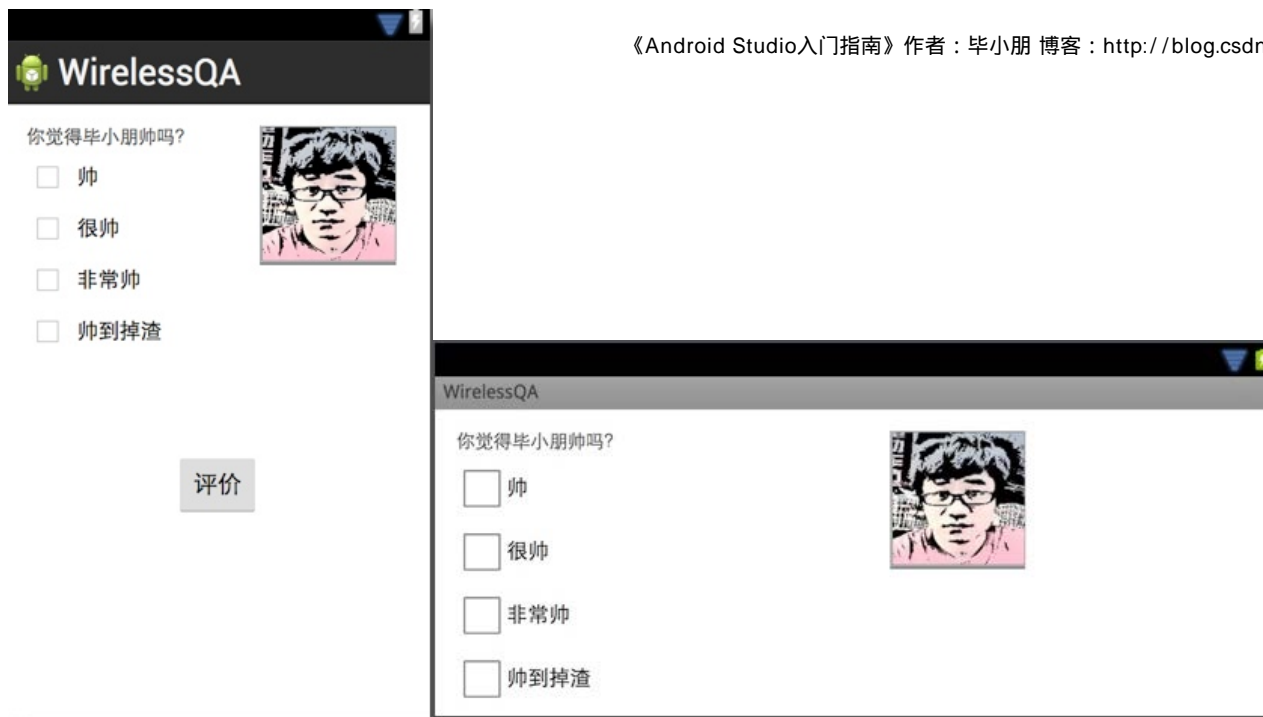 《Android Studio入门指南》作者：毕小朋 博客：http://blog.csdn
WirelessQA
你觉得毕小朋帅吗?
帅
很帅
非常帅
帅到掉渣
评价
WirelessQA
你觉得毕小朋帅吗?
帅
很帅
非常帅
帅到掉渣